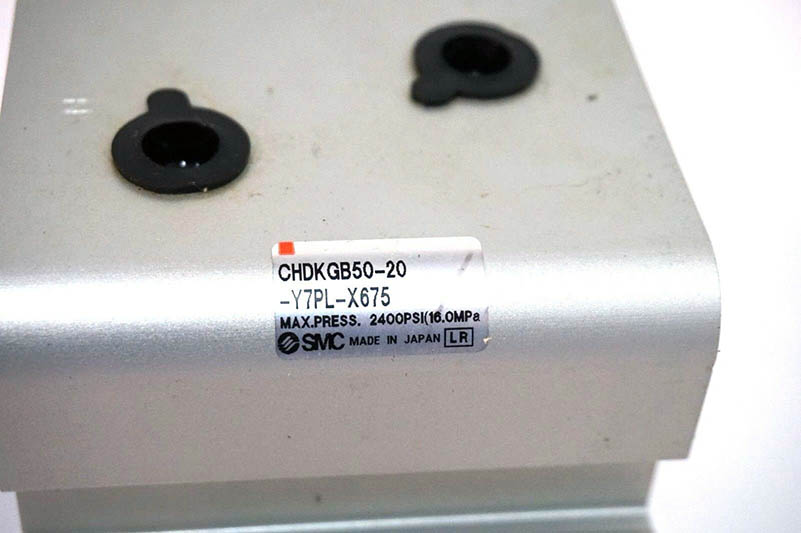 CHDKGB50-20
-Y7PL-X675
MAX.PRESS. 2400PSI(16.0MPa
SMC MADE IN JAPAN LR